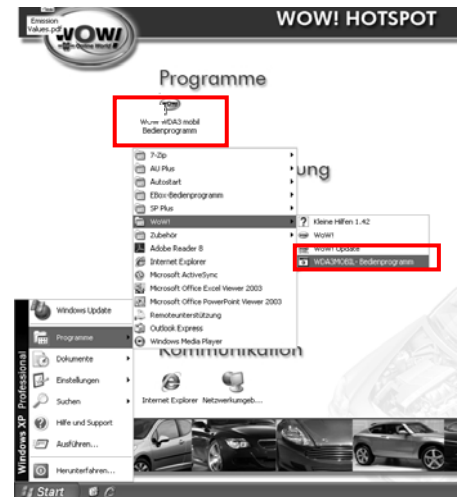 Emission
Values.pdf
WOW!
WOW! HOTSPOT
Programme
WoW! WDA3 mobil
Bedienprogramm
7-Zip
AU Plus
Autostart
EBox-Bedienprogramm
SP Plus
WoW!
Zubehör
Adobe Reader 8
Internet Explorer
Microsoft ActiveSync
Microsoft Office Excel Viewer 2003
Microsoft Office PowerPoint Viewer 2003
Remoteunterstützung
Outlook Express
Windows Media Player
ung
Kleine Hilfen 1.42
WoW!
WoW! Update
WDA3MOBIL- Bedienprogramm
Windows Update
Programme
Dokumente
Einstellungen
Suchen
Hilfe und Support
Ausführen...
Herunterfahren...
Windows XP Professional
Kommunikation
Internet Explorer
Netzwerkumgeb...
Start